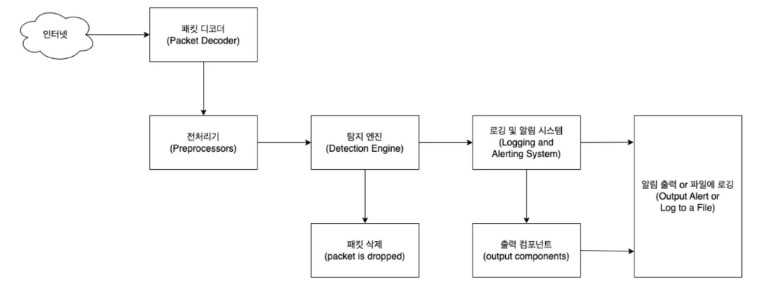 인터넷
패킷 디코더
(Packet Decoder)
전처리기
(Preprocessors)
탐지 엔진
(Detection Engine)
로깅 및 알림 시스템
(Logging and
Alerting System)
알림 출력 or 파일에 로깅
(Output Alert or
Log to a File)
패킷 삭제
(packet is dropped)
출력 컴포넌트
(output components)